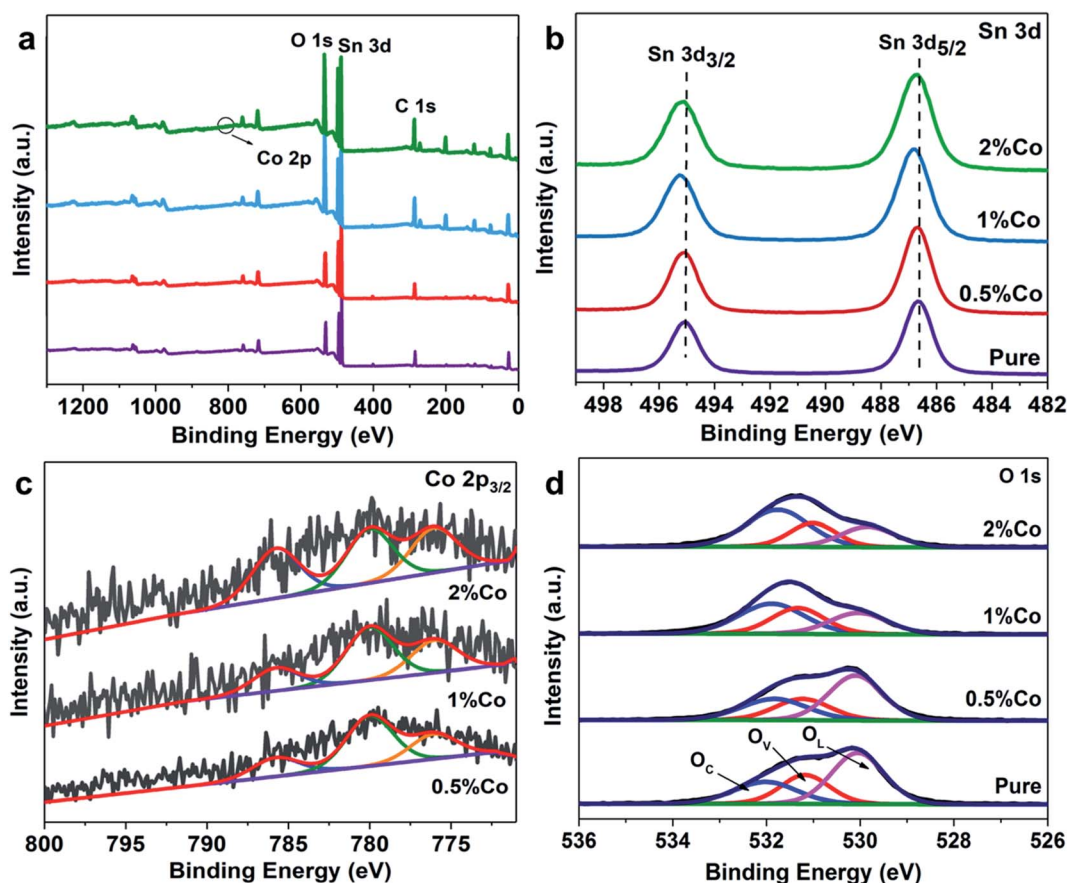 a
O 1s
Sn 3d
C 1s
Co 2p
Intensity (a.u.)
1200 1000 800 600 400 200 0
Binding Energy (eV)
b
Sn 3d
Sn 3d3/2
Sn 3d5/2
2%Co
1%Co
0.5%Co
Pure
Intensity (a.u.)
498 496 494 492 490 488 486 484 482
Binding Energy (eV)
c
Co 2p3/2
2%Co
1%Co
0.5%Co
Intensity (a.u.)
800 795 790 785 780 775
Binding Energy (eV)
d
O 1s
2%Co
1%Co
0.5%Co
OC
OV
OL
Pure
Intensity (a.u.)
536 534 532 530 528 526
Binding Energy (eV)